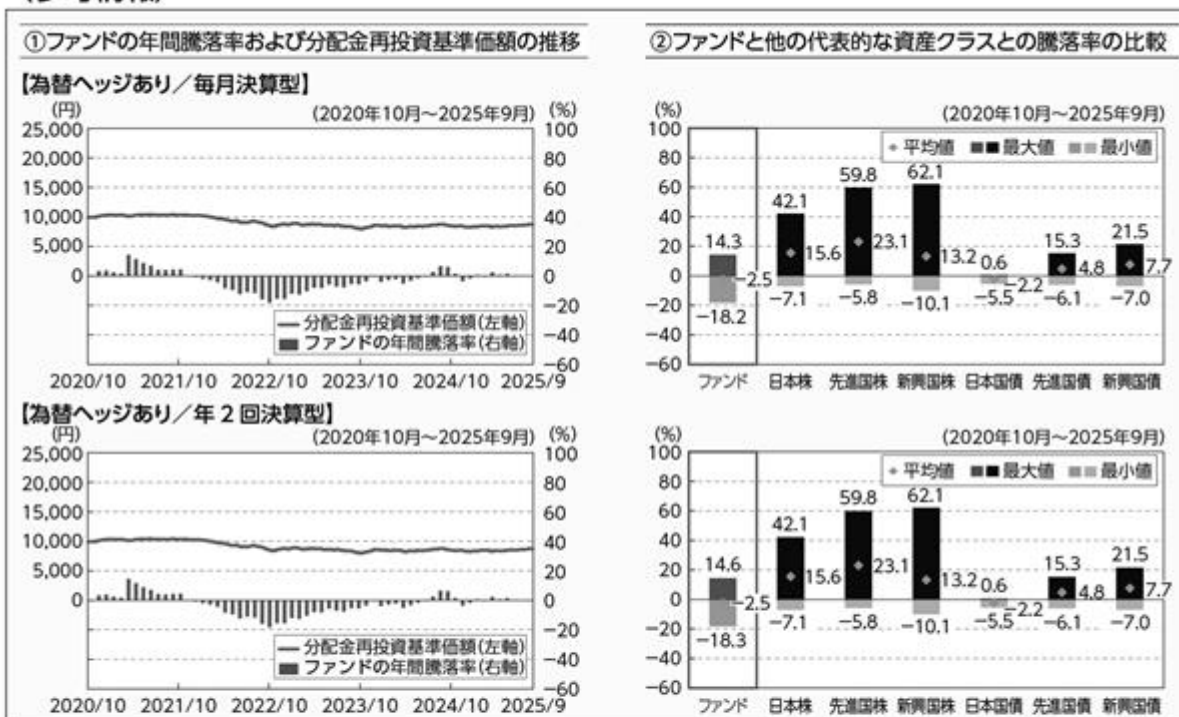 ①ファンドの年間騰落率および分配金再投資基準価額の推移
【為替ヘッジあり／毎月決算型】
(円) (2020年10月～2025年9月) (%)
25,000 100
20,000 80
15,000 60
10,000 40
5,000 20
0 0
−20
−40
−60
分配金再投資基準価額(左軸)
ファンドの年間騰落率(右軸)
2020/10 2021/10 2022/10 2023/10 2024/10 2025/9
【為替ヘッジあり／年2回決算型】
(円) (2020年10月～2025年9月) (%)
25,000 100
20,000 80
15,000 60
10,000 40
5,000 20
0 0
−20
−40
−60
分配金再投資基準価額(左軸)
ファンドの年間騰落率(右軸)
2020/10 2021/10 2022/10 2023/10 2024/10 2025/9
②ファンドと他の代表的な資産クラスとの騰落率の比較
(%) (2020年10月～2025年9月)
100
80
60
40
20
0
−20
−40
−60
平均値 最大値 最小値
14.3 42.1 59.8 62.1 0.6 15.3 21.5
−2.5 15.6 23.1 13.2 −2.2 4.8 7.7
−18.2 −7.1 −5.8 −10.1 −5.5 −6.1 −7.0
ファンド 日本株 先進国株 新興国株 日本国債 先進国債 新興国債
(%) (2020年10月～2025年9月)
100
80
60
40
20
0
−20
−40
−60
平均値 最大値 最小値
14.6 42.1 59.8 62.1 0.6 15.3 21.5
−2.5 15.6 23.1 13.2 −2.2 4.8 7.7
−18.3 −7.1 −5.8 −10.1 −5.5 −6.1 −7.0
ファンド 日本株 先進国株 新興国株 日本国債 先進国債 新興国債